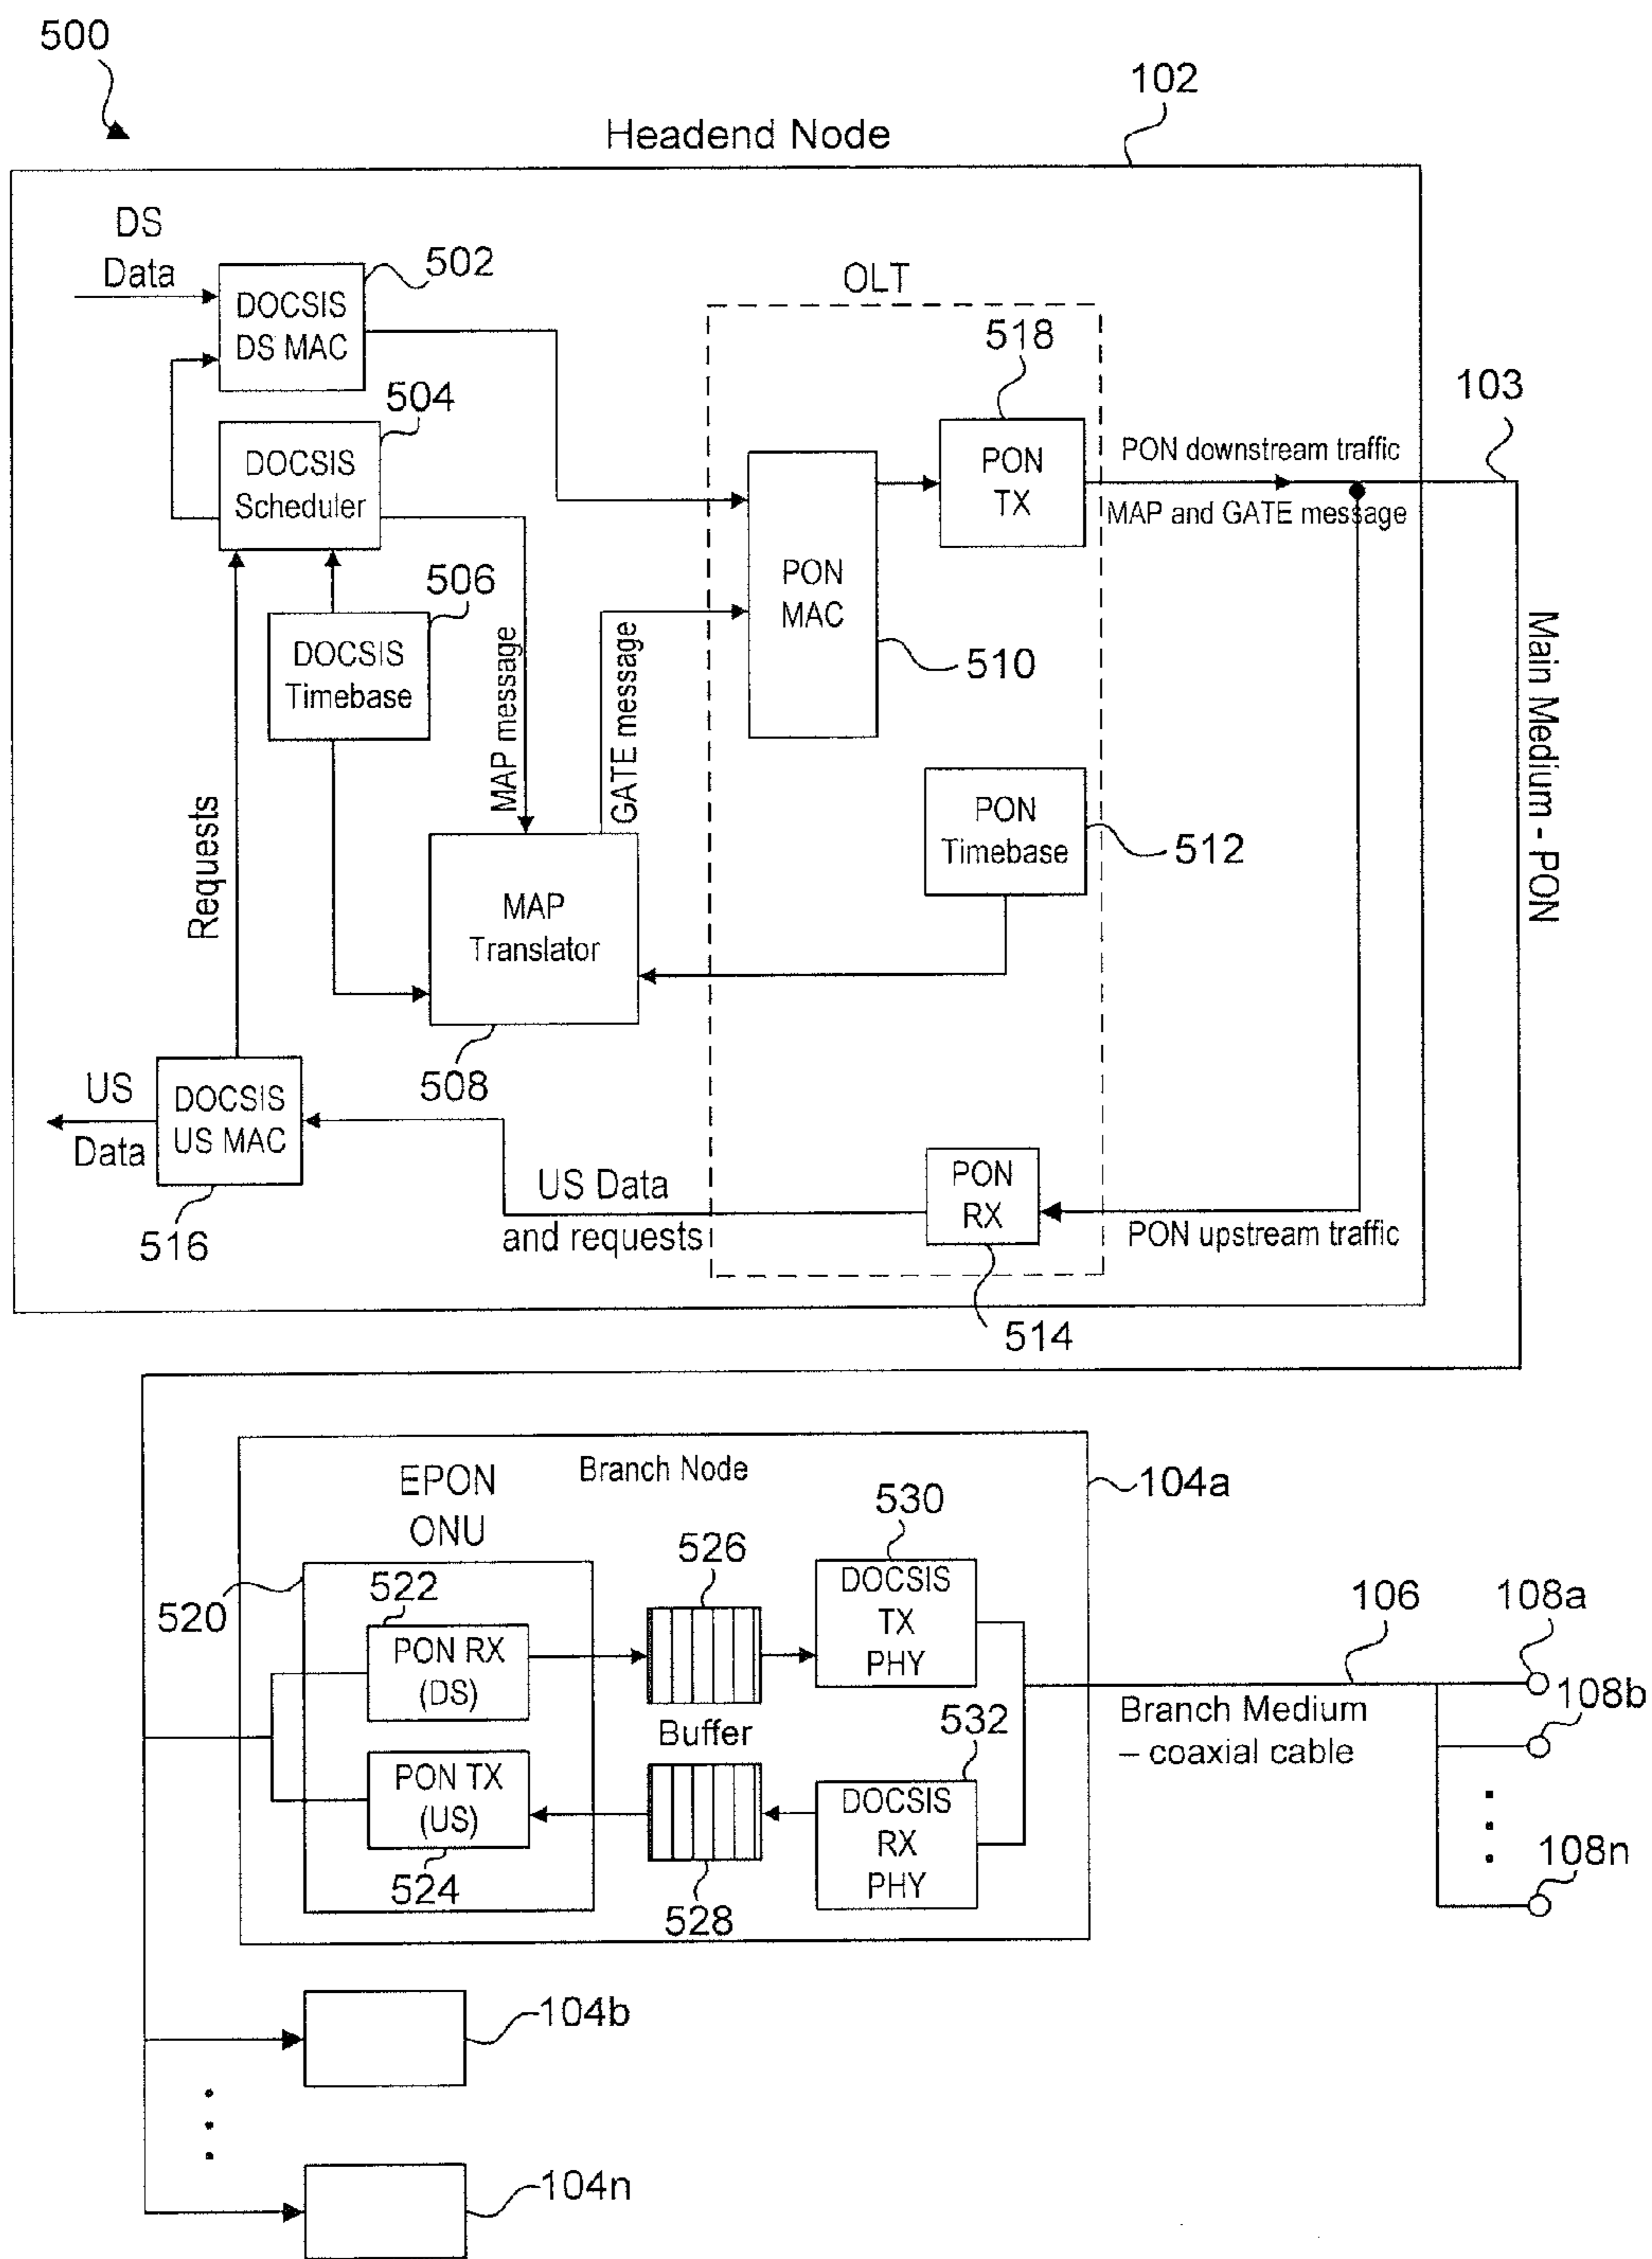 500
102
Headend Node
DS
Data
502
DOCSIS
DS MAC
OLT
518
504
103
DOCSIS
Scheduler
PON
TX
PON downstream traffic
MAP and GATE message
506
PON
MAC
DOCSIS
Timebase
MAP message
GATE message
510
Main Medium - PON
PON
Timebase
512
Requests
MAP
Translator
508
US
Data
DOCSIS
US MAC
516
US Data
and requests
PON
RX
PON upstream traffic
514
EPON
ONU
Branch Node
104a
530
526
520
522
DOCSIS
TX
PHY
106
108a
PON RX
(DS)
108b
Buffer
532
Branch Medium
– coaxial cable
PON TX
(US)
DOCSIS
RX
PHY
524
528
108n
104b
104n